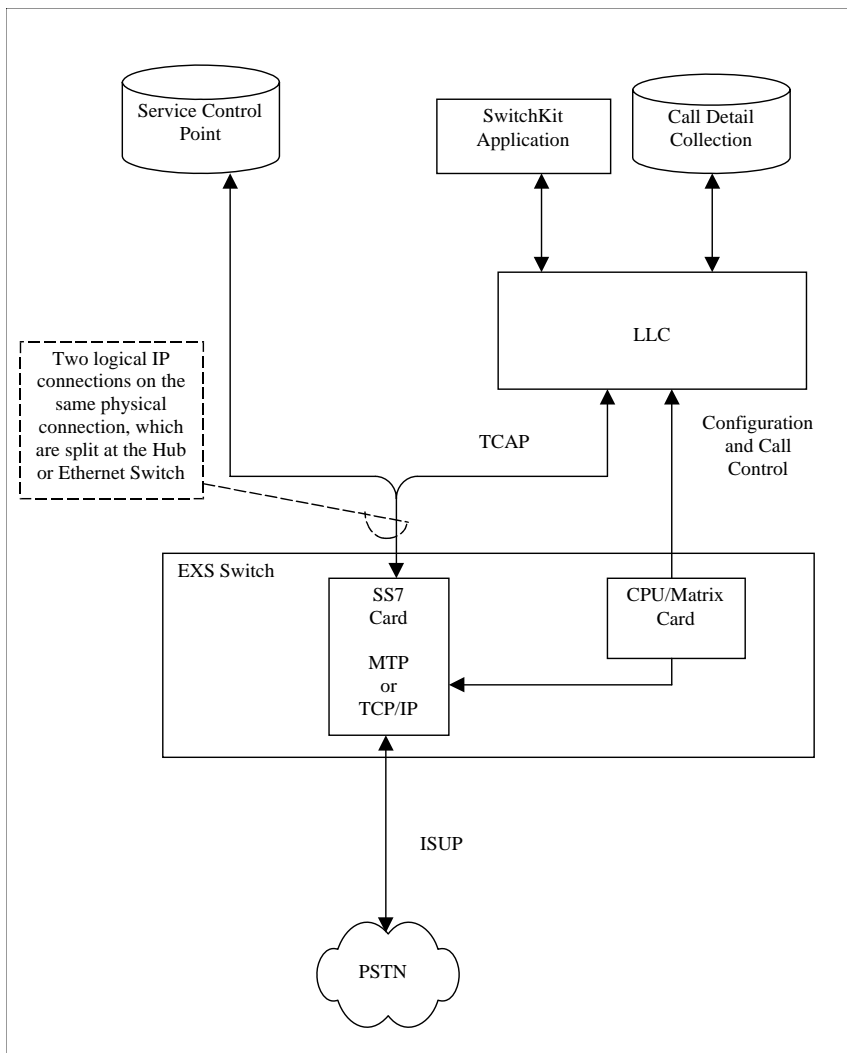 Service Control
Point
SwitchKit
Application
Call Detail
Collection
LLC
Two logical IP
connections on the
same physical
connection, which
are split at the Hub
or Ethernet Switch
TCAP
Configuration
and Call
Control
EXS Switch
SS7
Card
MTP
or
TCP/IP
CPU/Matrix
Card
ISUP
PSTN